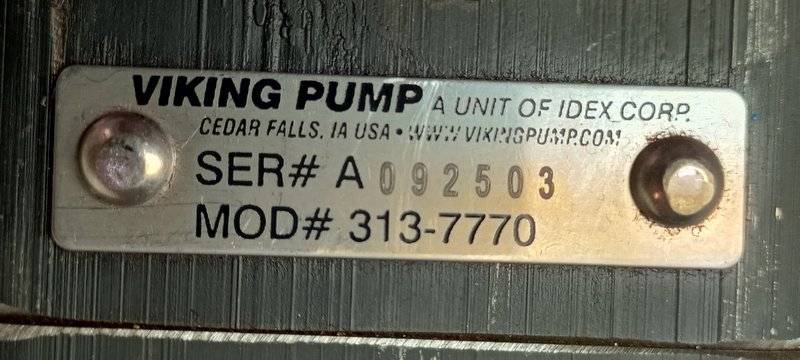 VIKING PUMP A UNIT OF IDEX CORP.
CEDAR FALLS, IA USA • WWW.VIKINGPUMP.COM
SER# A 092503
MOD# 313-7770